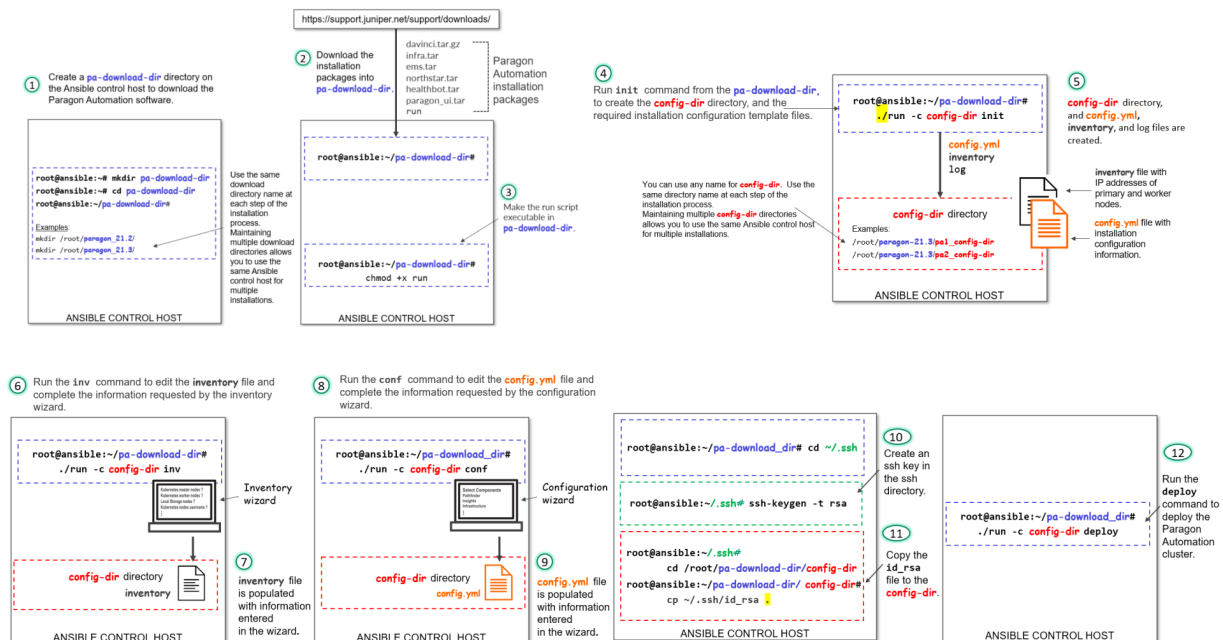 https://support.juniper.net/support/downloads/
1
Create a pa-download-dir directory on
the Ansible control host to download the
Paragon Automation software.
root@ansible:~# mkdir pa-download-dir
root@ansible:~# cd pa-download-dir
root@ansible:~/pa-download-dir#
Examples:
mkdir /root/paragon_21.2/
mkdir /root/paragon_21.3/
ANSIBLE CONTROL HOST
Use the same
download
directory name at
each step of the
installation
process.
Maintaining
multiple download
directories allows
you to use the
same Ansible
control host for
multiple
installations.
2
Download the
installation
packages into
pa-download-dir.
davinci.tar.gz
infra.tar
ems.tar
northstar.tar
healthbot.tar
paragon_ui.tar
run
Paragon
Automation
installation
packages
root@ansible:~/pa-download-dir#
3
Make the run script
executable in
pa-download-dir.
root@ansible:~/pa-download-dir#
chmod +x run
ANSIBLE CONTROL HOST
4
Run init command from the pa-download-dir,
to create the config-dir directory, and the
required installation configuration template files.
root@ansible:~/pa-download-dir#
./run -c config-dir init
config.yml
inventory
log
You can use any name for config-dir. Use the
same directory name at each step of the
installation process.
Maintaining multiple config-dir directories
allows you to use the same Ansible control host
for multiple installations.
config-dir directory
Examples:
/root/paragon-21.3/pa1_config-dir
/root/paragon-21.3/pa2_config-dir
ANSIBLE CONTROL HOST
5
config-dir directory,
and config.yml,
inventory, and log files are
created.
inventory file with
IP addresses of
primary and worker
nodes.
config.yml file with
installation
configuration
information.
6
Run the inv command to edit the inventory file and
complete the information requested by the inventory
wizard.
root@ansible:~/pa-download-dir#
./run -c config-dir inv
Kubernetes master nodes ?
Kubernetes worker nodes ?
Local Storage nodes ?
Kubernetes nodes username ?
Inventory
wizard
config-dir directory
inventory
ANSIBLE CONTROL HOST
7
inventory file
is populated
with information
entered
in the wizard.
8
Run the conf command to edit the config.yml file and
complete the information requested by the configuration
wizard.
root@ansible:~/pa-download_dir#
./run -c config-dir conf
Select Components
Pathfinder
Insights
Infrastructure
Configuration
wizard
config-dir directory
config.yml
ANSIBLE CONTROL HOST
9
config.yml file
is populated
with information
entered
in the wizard.
root@ansible:~/pa-download_dir# cd ~/.ssh
root@ansible:~/.ssh# ssh-keygen -t rsa
root@ansible:~/.ssh#
cd /root/pa-download-dir/config-dir
root@ansible:~/pa-download-dir/ config-dir#
cp ~/.ssh/id_rsa .
ANSIBLE CONTROL HOST
10
Create an
ssh key in
the ssh
directory.
11
Copy the
id_rsa
file to the
config-dir.
root@ansible:~/pa-download_dir#
./run -c config-dir deploy
ANSIBLE CONTROL HOST
12
Run the
deploy
command to
deploy the
Paragon
Automation
cluster.